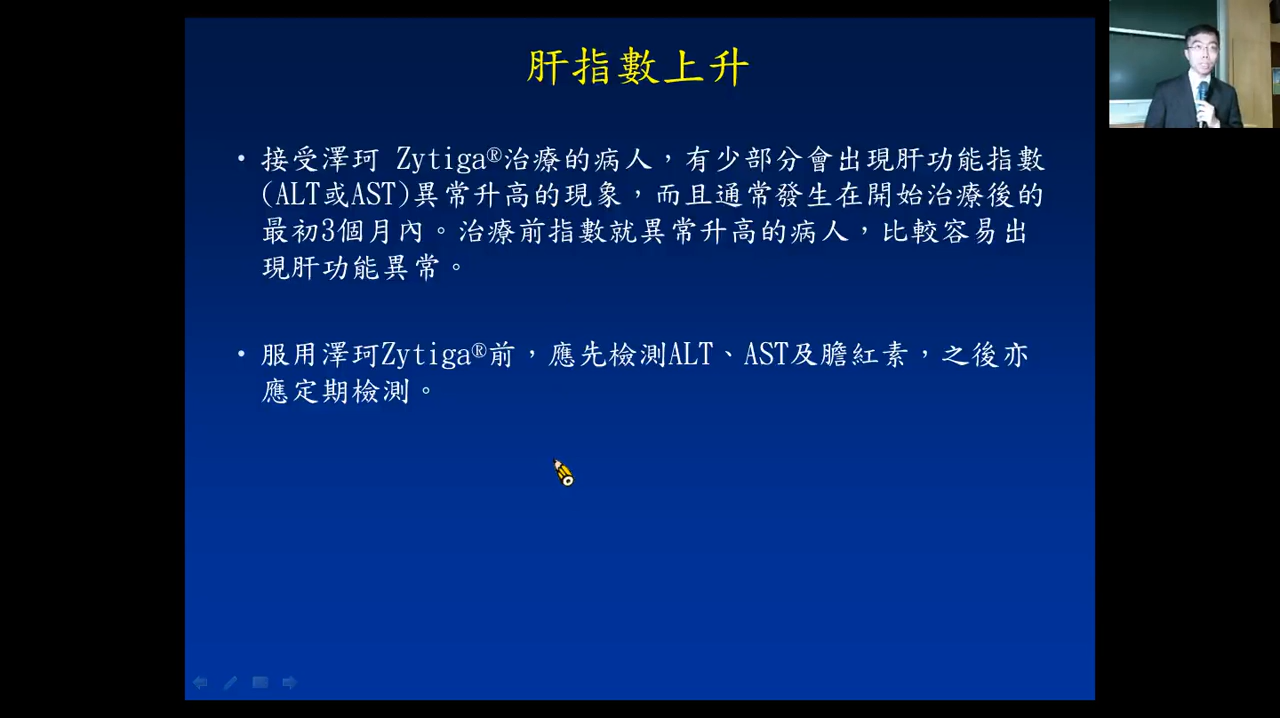 肝指數上升
• 接受澤珂 Zytiga®治療的病人，有少部分會出現肝功能指數
(ALT或AST)異常升高的現象，而且通常發生在開始治療後的
最初3個月內。治療前指數就異常升高的病人，比較容易出
現肝功能異常。
• 服用澤珂Zytiga®前，應先檢測ALT、AST及膽紅素，之後亦
應定期檢測。